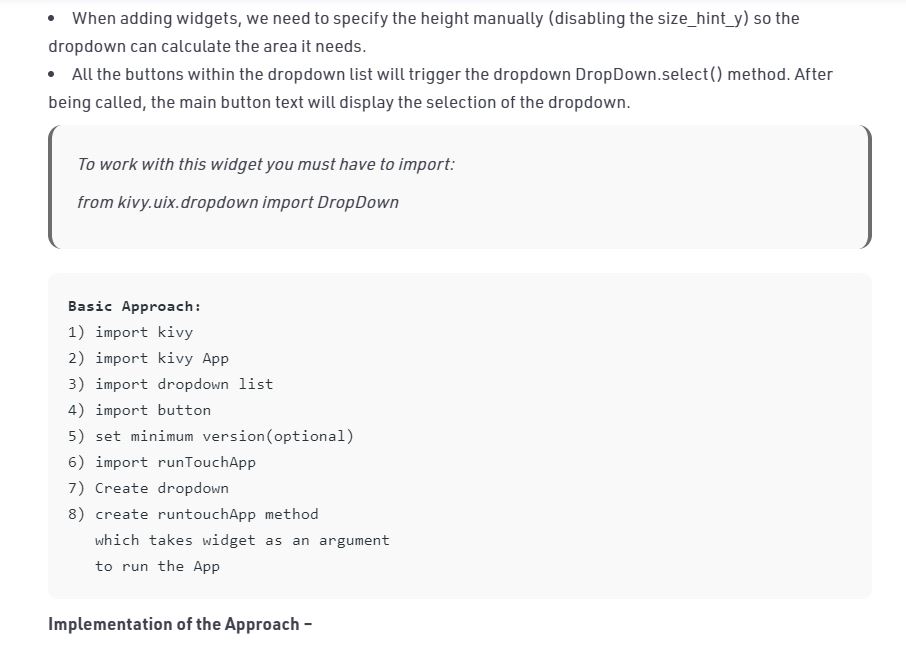 • When adding widgets, we need to specify the height manually (disabling the size_hint_y) so the
dropdown can calculate the area it needs.
• All the buttons within the dropdown list will trigger the dropdown DropDown.select() method. After
being called, the main button text will display the selection of the dropdown.
To work with this widget you must have to import:
from kivy.uix.dropdown import DropDown
Basic Approach:
1) import kivy
2) import kivy App
3) import dropdown list
4) import button
5) set minimum version(optional)
6) import runTouchApp
7) Create dropdown
8) create runtouchApp method
which takes widget as an argument
to run the App
Implementation of the Approach –